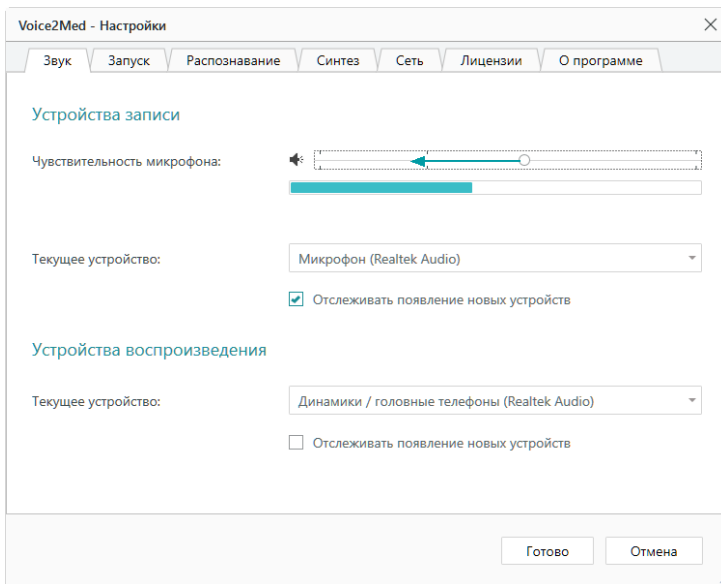 Voice2Med - Настройки
Звук Запуск Распознавание Синтез Сеть Лицензии О программе
Устройства записи
Чувствительность микрофона:
Текущее устройство: Микрофон (Realtek Audio)
Отслеживать появление новых устройств
Устройства воспроизведения
Текущее устройство: Динамики / головные телефоны (Realtek Audio)
Отслеживать появление новых устройств
Готово Отмена